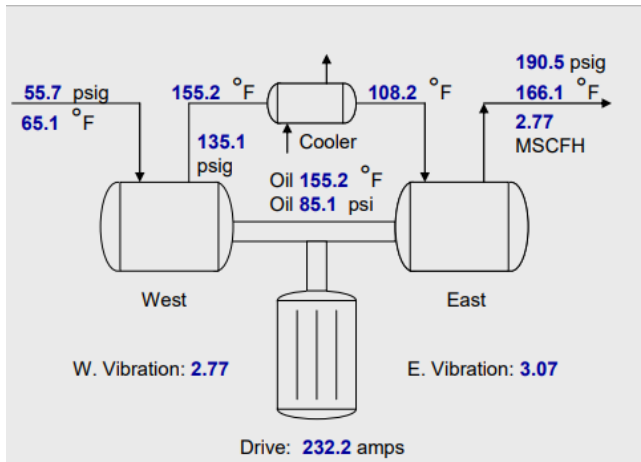 55.7 psig
65.1 °F
155.2 °F
135.1
psig
Cooler
108.2 °F
190.5 psig
166.1 °F
2.77
MSCFH
Oil 155.2 °F
Oil 85.1 psi
West
East
W. Vibration: 2.77
E. Vibration: 3.07
Drive: 232.2 amps